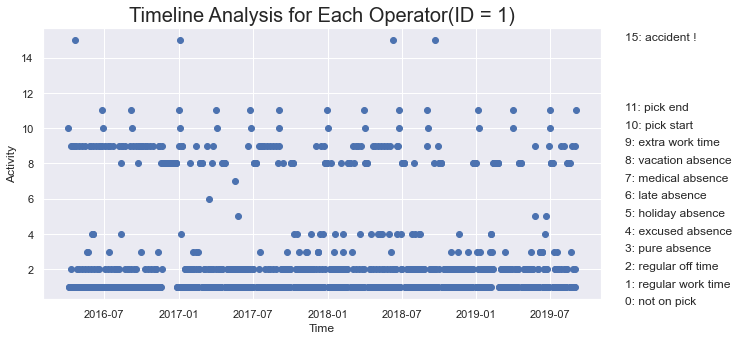 Timeline Analysis for Each Operator(ID = 1)
15: accident !
14
12
11: pick end
10
10: pick start
9: extra work time
8
8: vacation absence
7: medical absence
6
6: late absence
5: holiday absence
4
4: excused absence
3: pure absence
2
2: regular off time
1: regular work time
0: not on pick
Activity
2016-07 2017-01 2017-07 2018-01 2018-07 2019-01 2019-07
Time